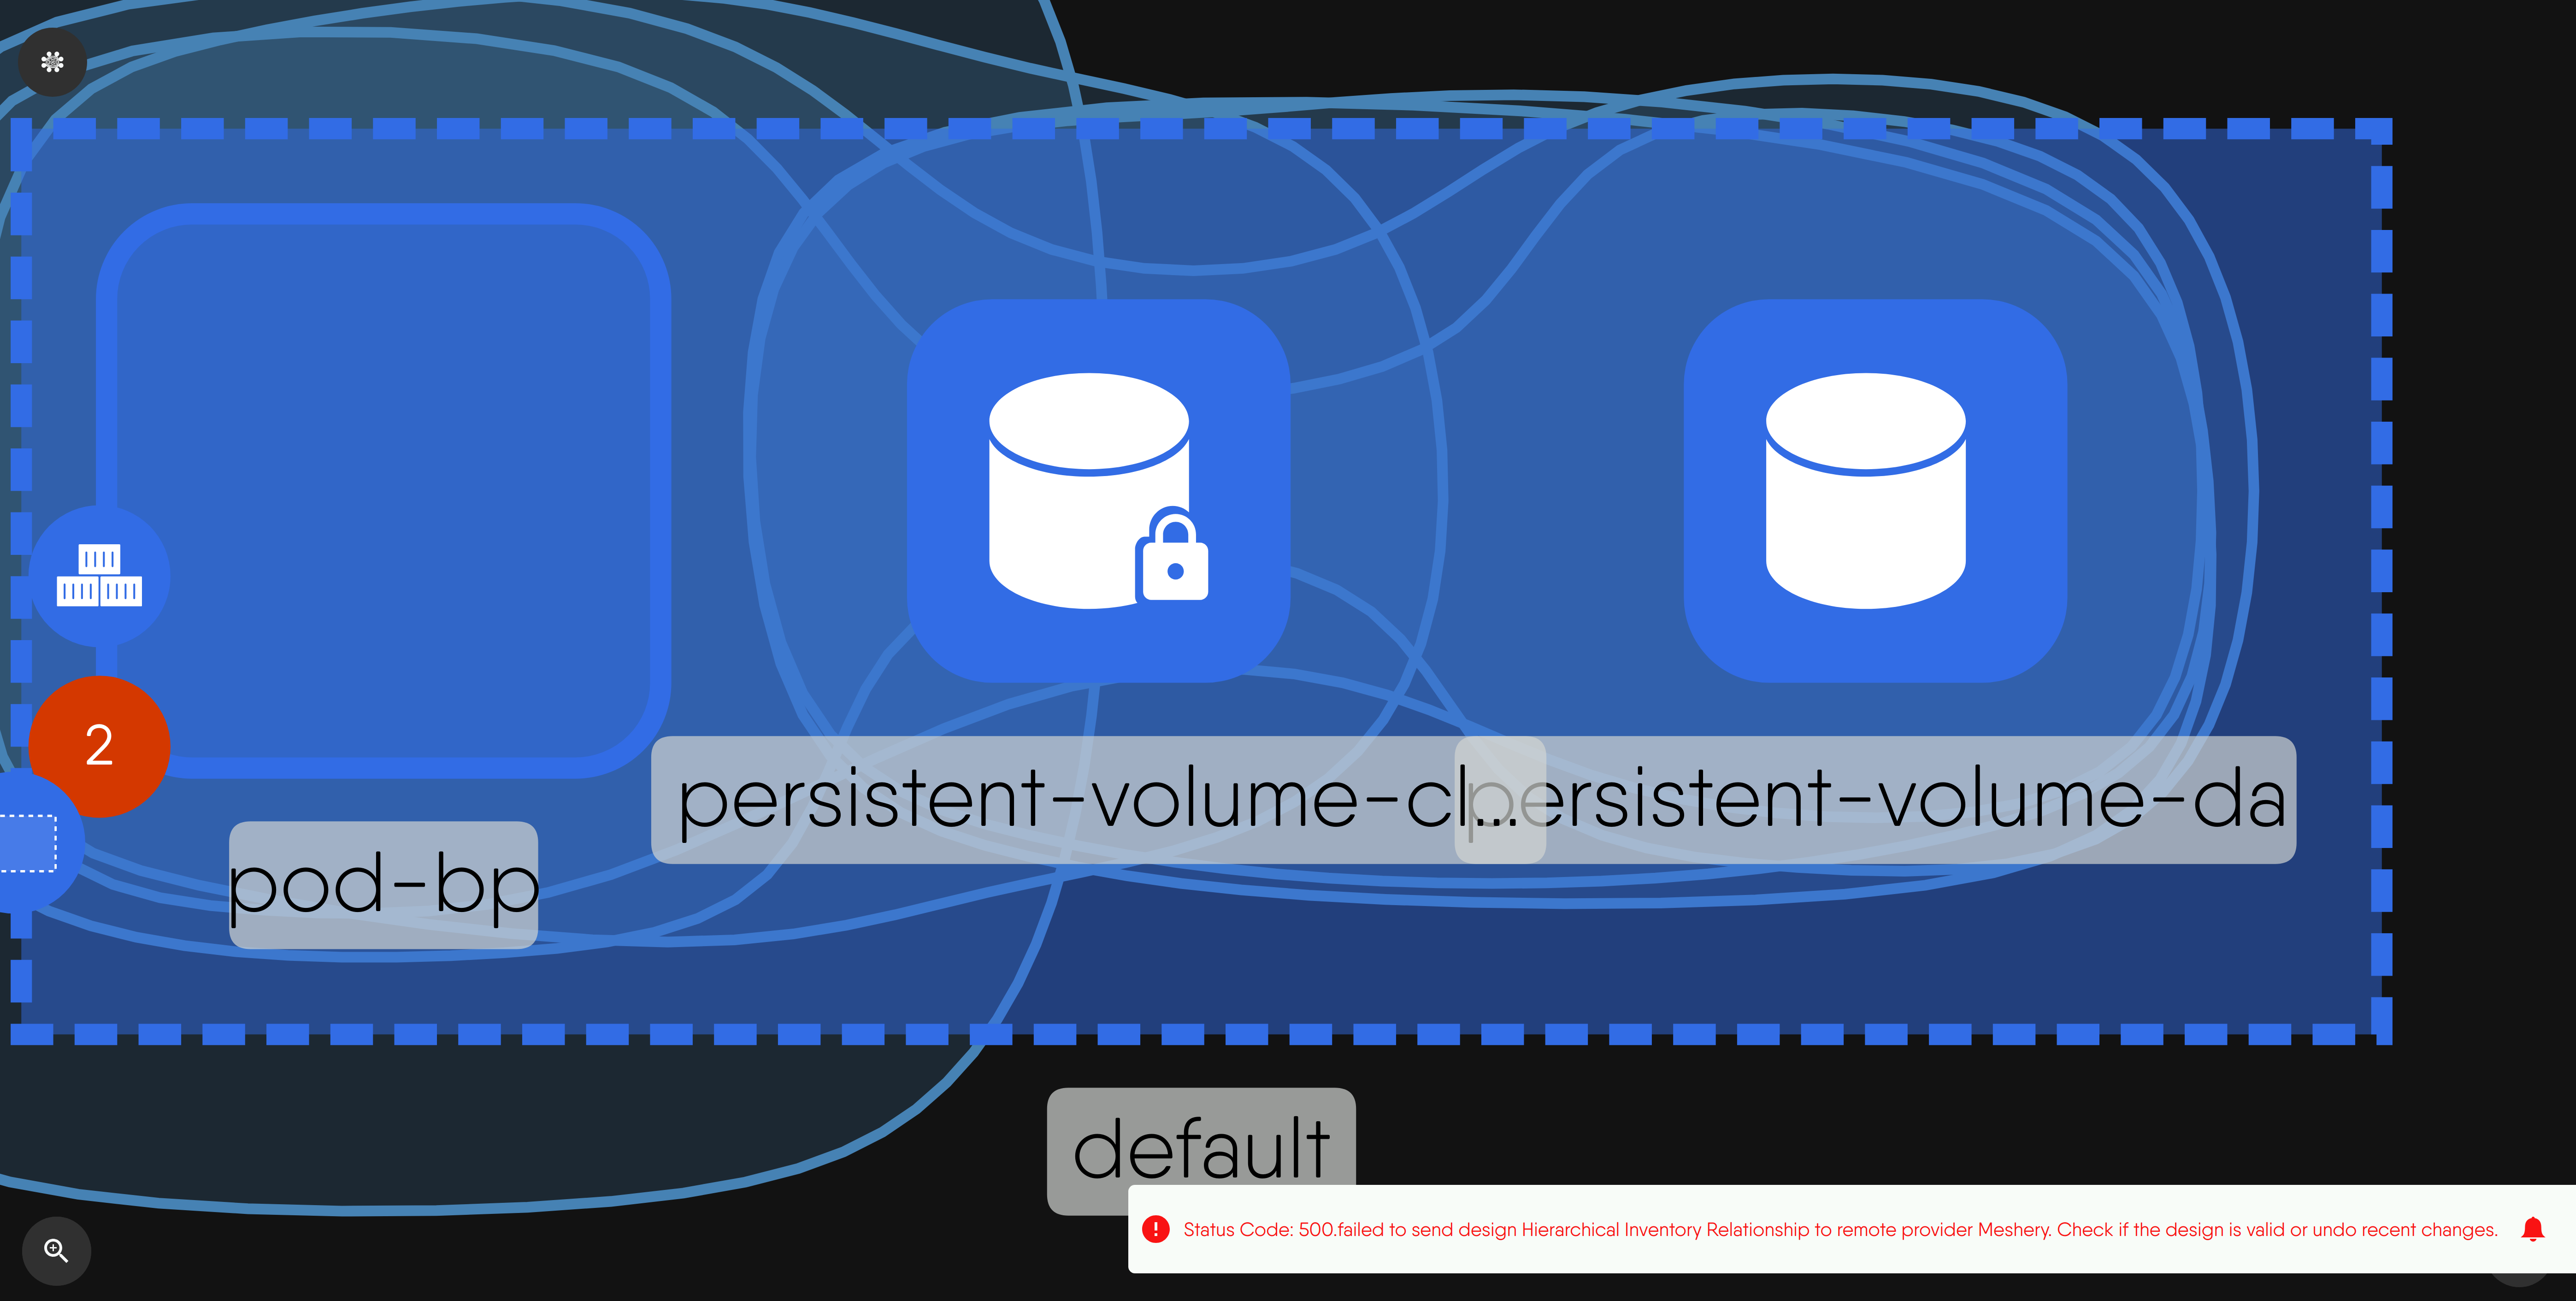 2
pod-bp
persistent-volume-cl...
persistent-volume-da
default
Status Code: 500.failed to send design Hierarchical Inventory Relationship to remote provider Meshery. Check if the design is valid or undo recent changes.